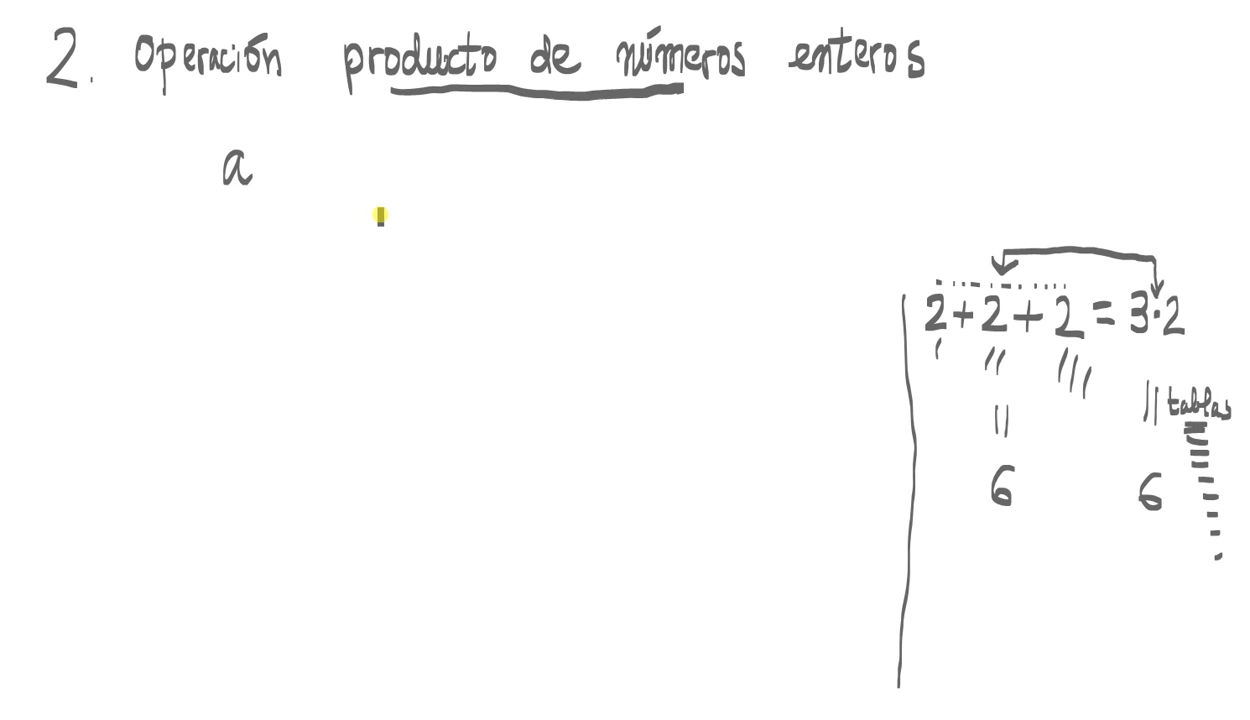 2. Operación producto de números enteros
a
2+2+2 = 3·2
|| || tablas
6 6